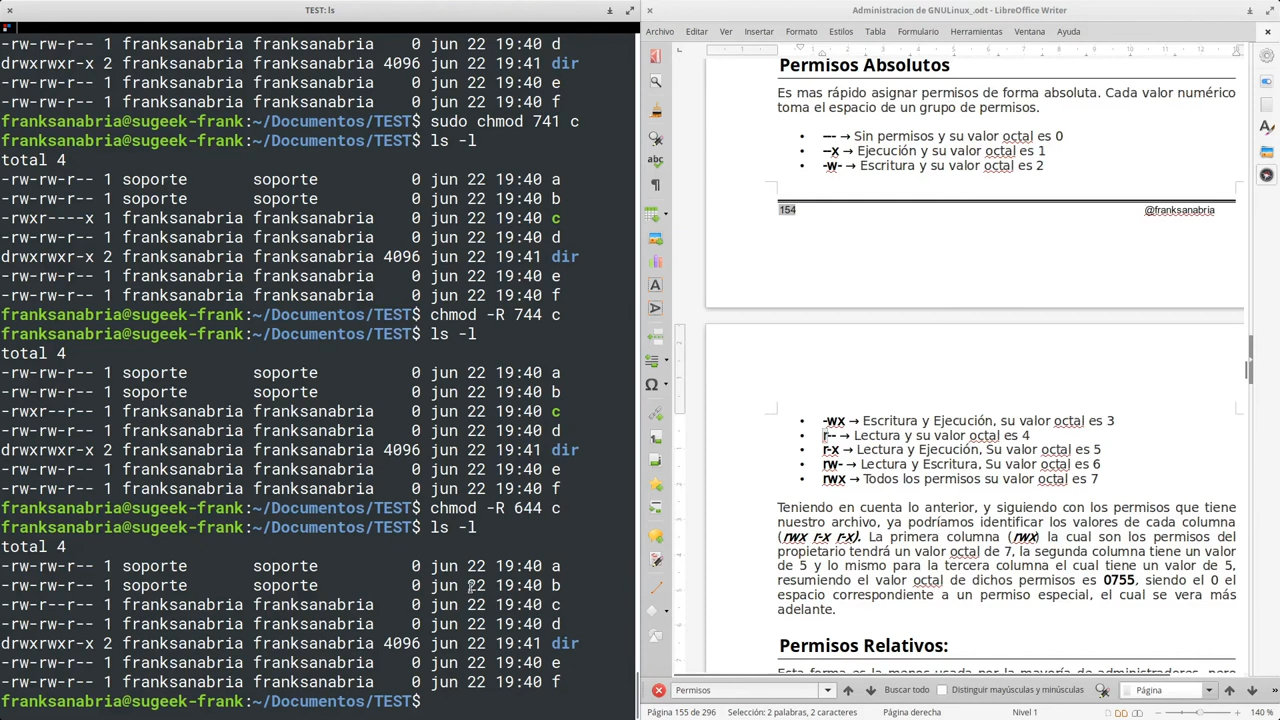 TEST: ls
-rw-rw-r-- 1 franksanabria franksanabria    0 jun 22 19:40 d
drwxrwxr-x 2 franksanabria franksanabria 4096 jun 22 19:41 dir
-rw-rw-r-- 1 franksanabria franksanabria    0 jun 22 19:40 e
-rw-rw-r-- 1 franksanabria franksanabria    0 jun 22 19:40 f
franksanabria@sugeek-frank:~/Documentos/TEST$ sudo chmod 741 c
franksanabria@sugeek-frank:~/Documentos/TEST$ ls -l
total 4
-rw-rw-r-- 1 soporte       soporte          0 jun 22 19:40 a
-rw-rw-r-- 1 soporte       soporte          0 jun 22 19:40 b
-rwxr----x 1 franksanabria franksanabria    0 jun 22 19:40 c
-rw-rw-r-- 1 franksanabria franksanabria    0 jun 22 19:40 d
drwxrwxr-x 2 franksanabria franksanabria 4096 jun 22 19:41 dir
-rw-rw-r-- 1 franksanabria franksanabria    0 jun 22 19:40 e
-rw-rw-r-- 1 franksanabria franksanabria    0 jun 22 19:40 f
franksanabria@sugeek-frank:~/Documentos/TEST$ chmod -R 744 c
franksanabria@sugeek-frank:~/Documentos/TEST$ ls -l
total 4
-rw-rw-r-- 1 soporte       soporte          0 jun 22 19:40 a
-rw-rw-r-- 1 soporte       soporte          0 jun 22 19:40 b
-rwxr--r-- 1 franksanabria franksanabria    0 jun 22 19:40 c
-rw-rw-r-- 1 franksanabria franksanabria    0 jun 22 19:40 d
drwxrwxr-x 2 franksanabria franksanabria 4096 jun 22 19:41 dir
-rw-rw-r-- 1 franksanabria franksanabria    0 jun 22 19:40 e
-rw-rw-r-- 1 franksanabria franksanabria    0 jun 22 19:40 f
franksanabria@sugeek-frank:~/Documentos/TEST$ chmod -R 644 c
franksanabria@sugeek-frank:~/Documentos/TEST$ ls -l
total 4
-rw-rw-r-- 1 soporte       soporte          0 jun 22 19:40 a
-rw-rw-r-- 1 soporte       soporte          0 jun 22 19:40 b
-rw-r--r-- 1 franksanabria franksanabria    0 jun 22 19:40 c
-rw-rw-r-- 1 franksanabria franksanabria    0 jun 22 19:40 d
drwxrwxr-x 2 franksanabria franksanabria 4096 jun 22 19:41 dir
-rw-rw-r-- 1 franksanabria franksanabria    0 jun 22 19:40 e
-rw-rw-r-- 1 franksanabria franksanabria    0 jun 22 19:40 f
franksanabria@sugeek-frank:~/Documentos/TEST$
Administracion de GNULinux_.odt - LibreOffice Writer
Archivo Editar Ver Insertar Formato Estilos Tabla Formulario Herramientas Ventana Ayuda
Permisos Absolutos
Es mas rápido asignar permisos de forma absoluta. Cada valor numérico
toma el espacio de un grupo de permisos.
• --- → Sin permisos y su valor octal es 0
• --x → Ejecución y su valor octal es 1
• -w- → Escritura y su valor octal es 2
154 @franksanabria
• -wx → Escritura y Ejecución, su valor octal es 3
• r-- → Lectura y su valor octal es 4
• r-x → Lectura y Ejecución, Su valor octal es 5
• rw- → Lectura y Escritura, Su valor octal es 6
• rwx → Todos los permisos su valor octal es 7
Teniendo en cuenta lo anterior, y siguiendo con los permisos que tiene
nuestro archivo, ya podríamos identificar los valores de cada columna
(rwx r-x r-x). La primera columna (rwx) la cual son los permisos del
propietario tendrá un valor octal de 7, la segunda columna tiene un valor
de 5 y lo mismo para la tercera columna el cual tiene un valor de 5,
resumiendo el valor octal de dichos permisos es 0755, siendo el 0 el
espacio correspondiente a un permiso especial, el cual se vera más
adelante.
Permisos Relativos:
Permisos Buscar todo Distinguir mayúsculas y minúsculas Página
Página 155 de 296 Selección: 2 palabras, 2 caracteres Página derecha Nivel 1 140 %